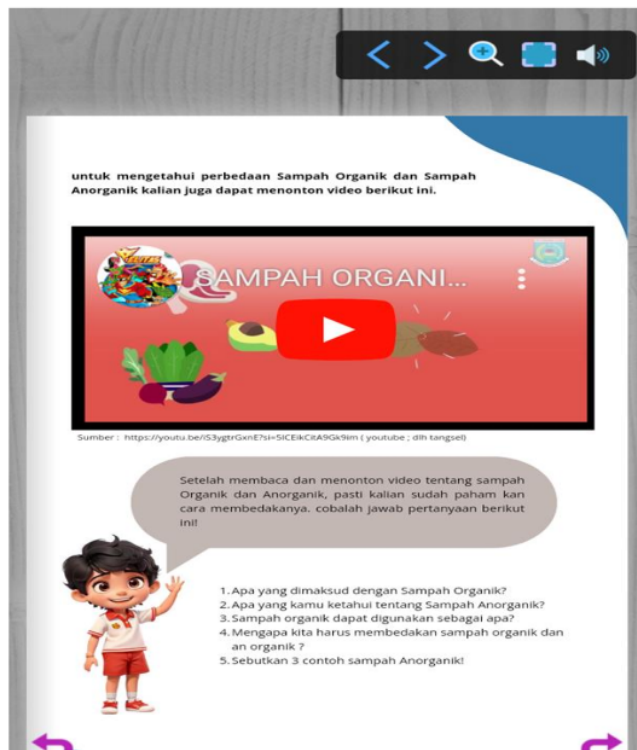 untuk mengetahui perbedaan Sampah Organik dan Sampah
Anorganik kalian juga dapat menonton video berikut ini.
SAMPAH ORGANI...
Sumber : https://youtu.be/iS3ygtrGxnE?si=5ICEikCitA9Gk9im ( youtube ; dlh tangsel)
Setelah membaca dan menonton video tentang sampah
Organik dan Anorganik, pasti kalian sudah paham kan
cara membedakanya. cobalah jawab pertanyaan berikut
ini!
1. Apa yang dimaksud dengan Sampah Organik?
2. Apa yang kamu ketahui tentang Sampah Anorganik?
3. Sampah organik dapat digunakan sebagai apa?
4. Mengapa kita harus membedakan sampah organik dan
an organik ?
5. Sebutkan 3 contoh sampah Anorganik!